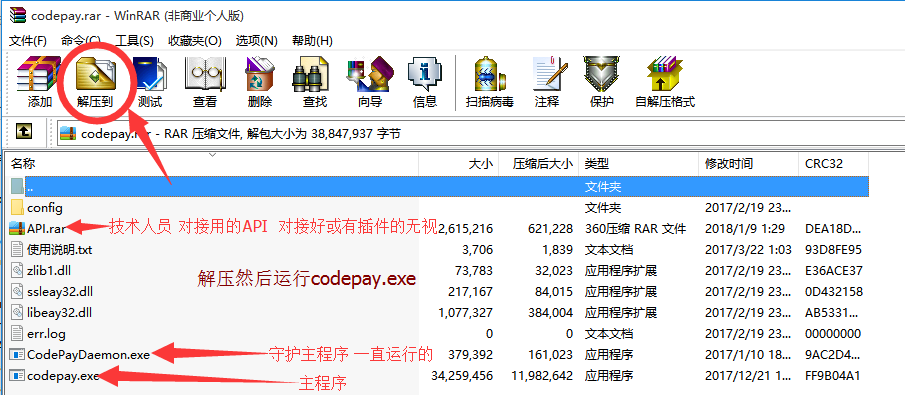 codepay.rar - WinRAR (非商业个人版)
文件(F) 命令(C) 工具(S) 收藏夹(O) 选项(N) 帮助(H)
添加 解压到 测试 查看 删除 查找 向导 信息 扫描病毒 注释 保护 自解压格式
codepay.rar - RAR 压缩文件, 解包大小为 38,847,937 字节
名称 大小 压缩后大小 类型 修改时间 CRC32
.. 文件夹
config 文件夹 2017/2/19 23...
API.rar 技术人员 对接用的API 对接好或有插件的无视 2,615,216 621,228 360压缩 RAR 文件 2018/1/9 1:29 DEA18D...
使用说明.txt 3,706 1,839 文本文档 2017/3/22 1:03 93D8FE95
zlib1.dll 73,783 32,023 应用程序扩展 2017/2/19 23... E36ACE37
解压然后运行codepay.exe
ssleay32.dll 217,167 84,015 应用程序扩展 2017/2/19 23... 0D432158
libeay32.dll 1,077,327 384,004 应用程序扩展 2017/2/19 23... AB5331...
err.log 0 0 文本文档 2017/2/19 23... 00000000
CodePayDaemon.exe 守护主程序 一直运行的 379,392 161,023 应用程序 2017/1/10 18... 9AC2D4...
codepay.exe 主程序 34,259,456 11,982,642 应用程序 2017/12/21 1... FF9B04A1